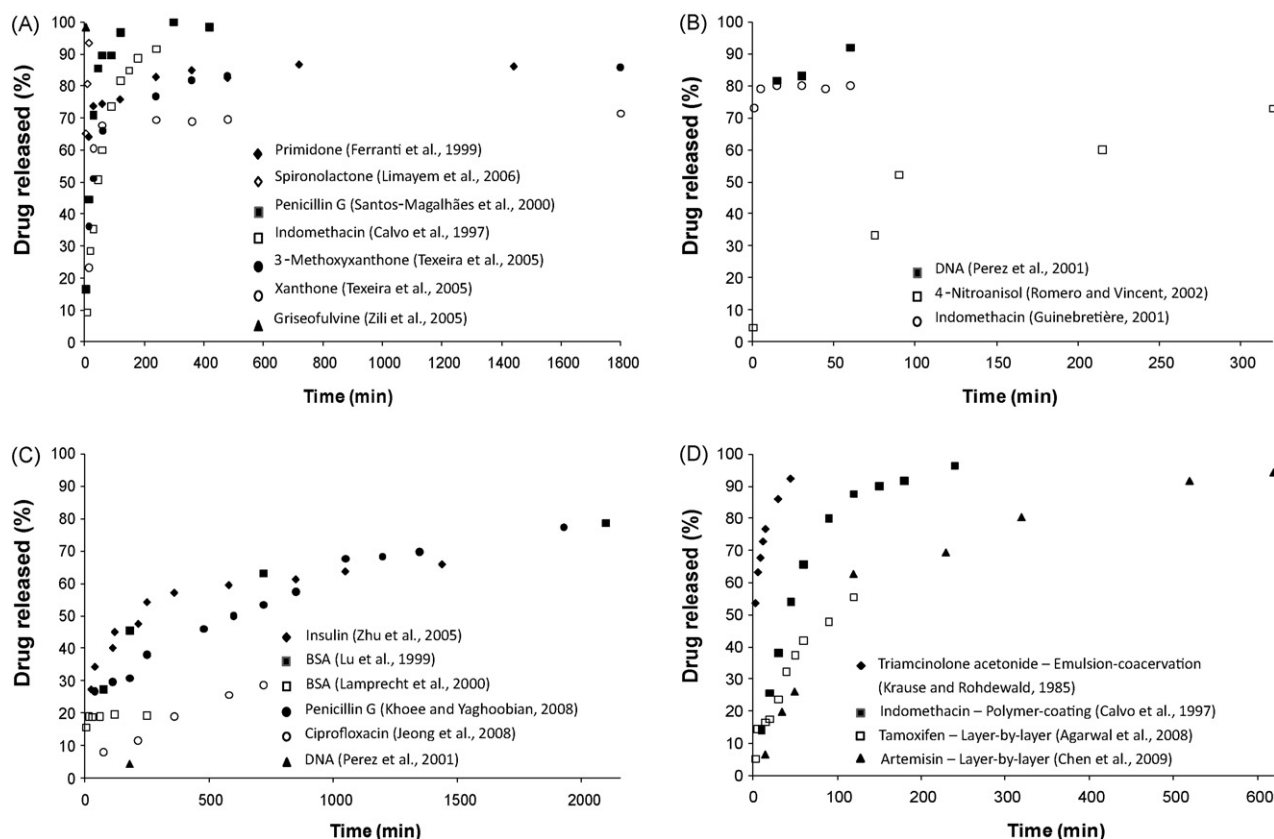 (A)
Drug released (%)
100
90
80
70
60
50
40
30
20
10
0
Primidone (Ferranti et al., 1999)
Spironolactone (Limayem et al., 2006)
Penicillin G (Santos-Magalhães et al., 2000)
Indomethacin (Calvo et al., 1997)
3-Methoxyxanthone (Texeira et al., 2005)
Xanthone (Texeira et al., 2005)
Griseofulvine (Zili et al., 2005)
0 200 400 600 800 1000 1200 1400 1600 1800
Time (min)
(B)
Drug released (%)
100
90
80
70
60
50
40
30
20
10
0
DNA (Perez et al., 2001)
4-Nitroanisol (Romero and Vincent, 2002)
Indomethacin (Guinebretière, 2001)
0 50 100 150 200 250 300
Time (min)
(C)
Drug released (%)
100
90
80
70
60
50
40
30
20
10
0
Insulin (Zhu et al., 2005)
BSA (Lu et al., 1999)
BSA (Lamprecht et al., 2000)
Penicillin G (Khoee and Yaghoobian, 2008)
Ciprofloxacin (Jeong et al., 2008)
DNA (Perez et al., 2001)
0 500 1000 1500 2000
Time (min)
(D)
Drug released (%)
100
90
80
70
60
50
40
30
20
10
0
Triamcinolone acetonide – Emulsion-coacervation
(Krause and Rohdewald, 1985)
Indomethacin – Polymer-coating (Calvo et al., 1997)
Tamoxifen – Layer-by-layer (Agarwal et al., 2008)
Artemisin – Layer-by-layer (Chen et al., 2009)
0 100 200 300 400 500 600
Time (min)